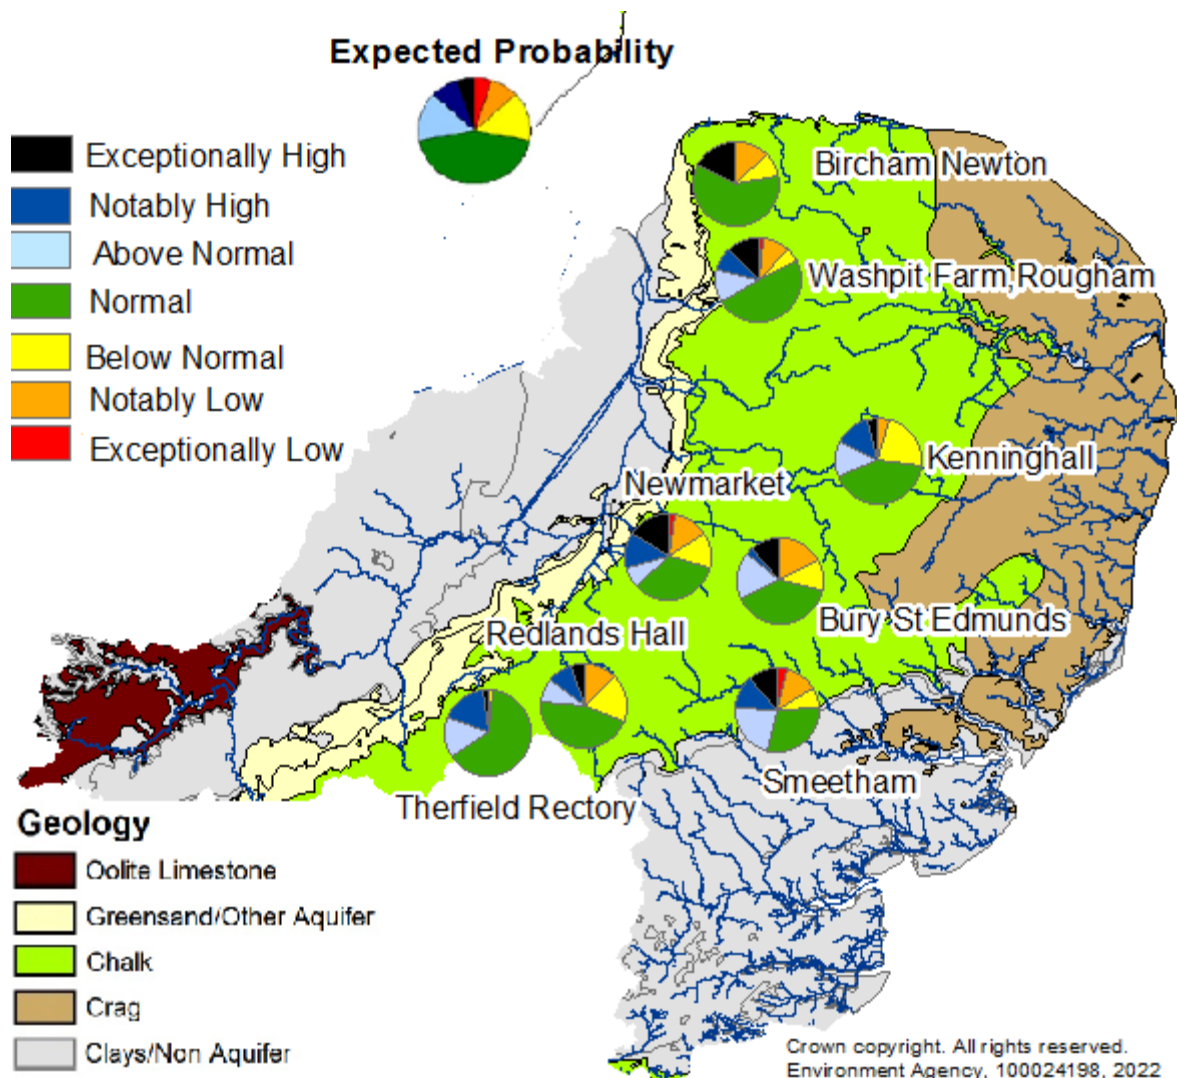 Expected Probability
Exceptionally High
Notably High
Above Normal
Normal
Below Normal
Notably Low
Exceptionally Low
Bircham Newton
Washpit Farm,Rougham
Kenninghall
Newmarket
Bury St Edmunds
Redlands Hall
Smeetham
Therfield Rectory
Geology
Oolite Limestone
Greensand/Other Aquifer
Chalk
Crag
Clays/Non Aquifer
Crown copyright. All rights reserved.
Environment Agency, 100024198, 2022